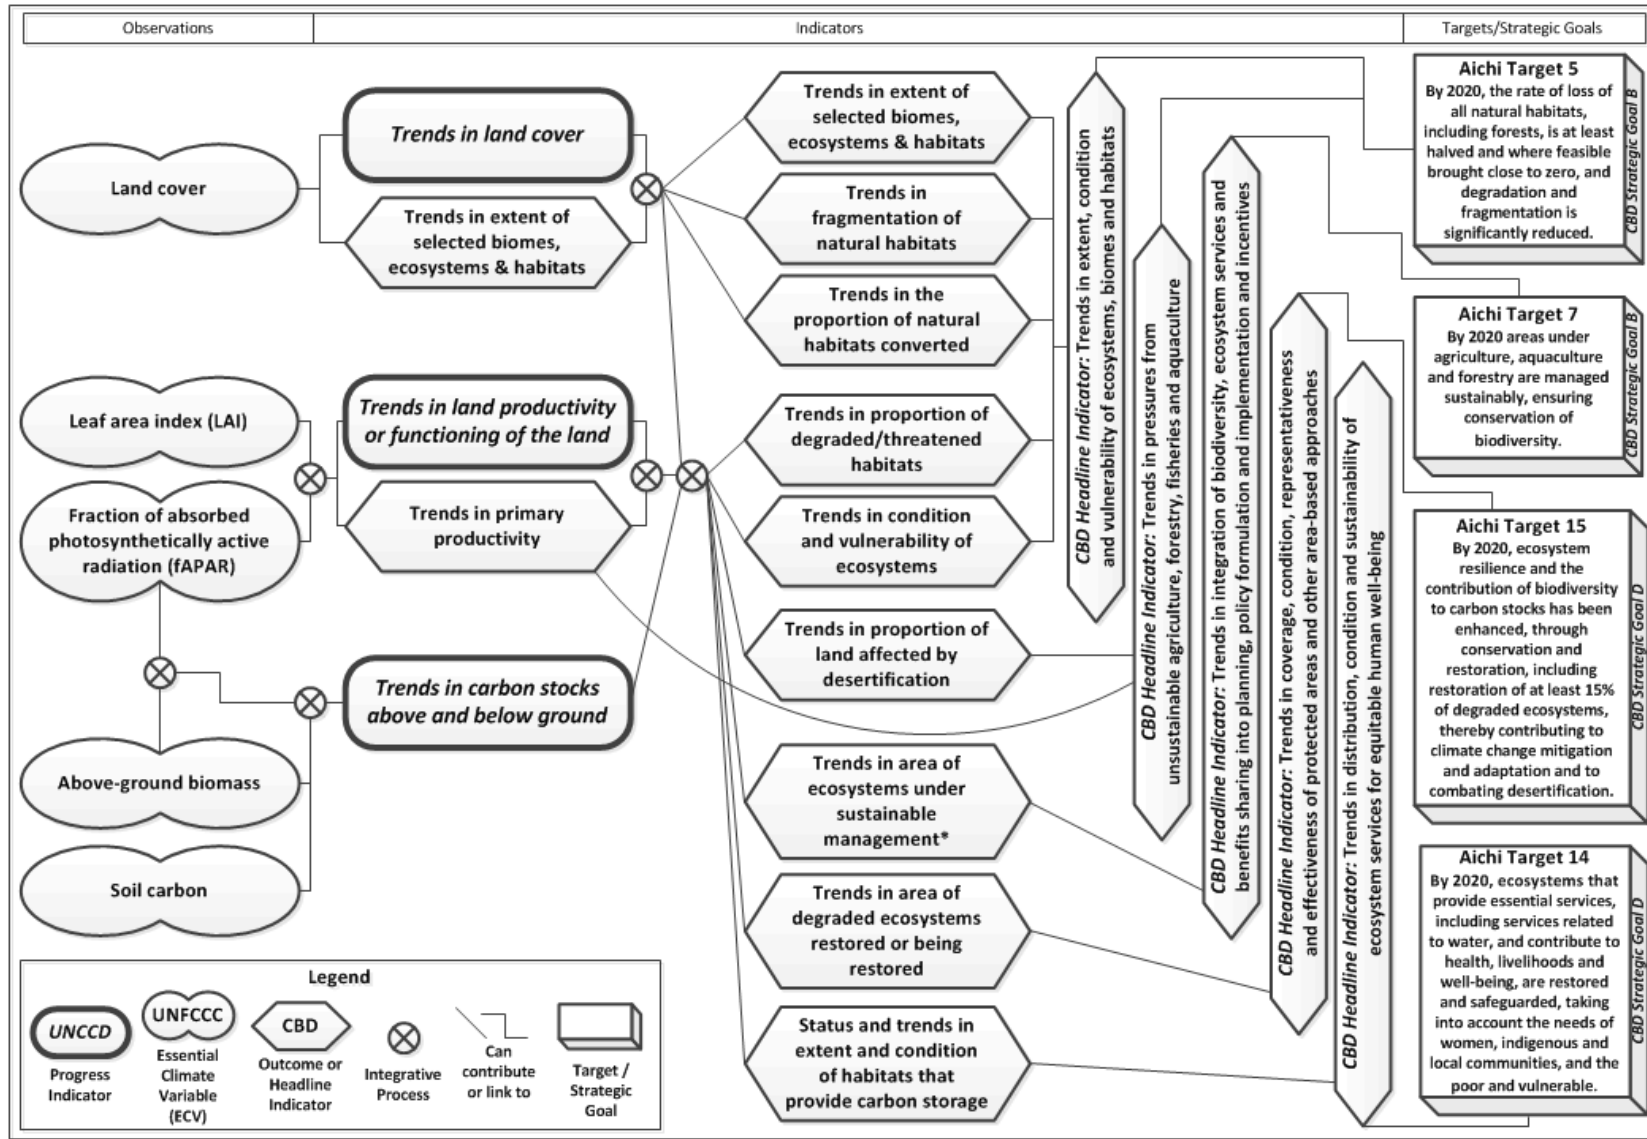 Observations
Indicators
Targets/Strategic Goals
Land cover
Leaf area index (LAI)
Fraction of absorbed
photosynthetically active
radiation (fAPAR)
Above-ground biomass
Soil carbon
Trends in land cover
Trends in extent of
selected biomes,
ecosystems & habitats
Trends in land productivity
or functioning of the land
Trends in primary
productivity
Trends in carbon stocks
above and below ground
Trends in extent of
selected biomes,
ecosystems & habitats
Trends in
fragmentation of
natural habitats
Trends in the
proportion of natural
habitats converted
Trends in proportion of
degraded/threatened
habitats
Trends in condition
and vulnerability of
ecosystems
Trends in proportion of
land affected by
desertification
Trends in area of
ecosystems under
sustainable
management*
Trends in area of
degraded ecosystems
restored or being
restored
Status and trends in
extent and condition
of habitats that
provide carbon storage
CBD Headline Indicator: Trends in extent, condition
and vulnerability of ecosystems, biomes and habitats
CBD Headline Indicator: Trends in pressures from
unsustainable agriculture, forestry, fisheries and aquaculture
CBD Headline Indicator: Trends in integration of biodiversity, ecosystem services and
benefits sharing into planning, policy formulation and implementation and incentives
CBD Headline Indicator: Trends in coverage, condition, representativeness
and effectiveness of protected areas and other area-based approaches
CBD Headline Indicator: Trends in distribution, condition and sustainability of
ecosystem services for equitable human well-being
Aichi Target 5
By 2020, the rate of loss of
all natural habitats,
including forests, is at least
halved and where feasible
brought close to zero, and
degradation and
fragmentation is
significantly reduced.
CBD Strategic Goal B
Aichi Target 7
By 2020 areas under
agriculture, aquaculture
and forestry are managed
sustainably, ensuring
conservation of
biodiversity.
CBD Strategic Goal B
Aichi Target 15
By 2020, ecosystem
resilience and the
contribution of biodiversity
to carbon stocks has been
enhanced, through
conservation and
restoration, including
restoration of at least 15%
of degraded ecosystems,
thereby contributing to
climate change mitigation
and adaptation and to
combating desertification.
CBD Strategic Goal D
Aichi Target 14
By 2020, ecosystems that
provide essential services,
including services related
to water, and contribute to
health, livelihoods and
well-being, are restored
and safeguarded, taking
into account the needs of
women, indigenous and
local communities, and the
poor and vulnerable.
CBD Strategic Goal D
Legend
UNCCD
Progress
Indicator
UNFCCC
Essential
Climate
Variable
(ECV)
CBD
Outcome or
Headline
Indicator
Integrative
Process
Can
contribute
or link to
Target /
Strategic
Goal